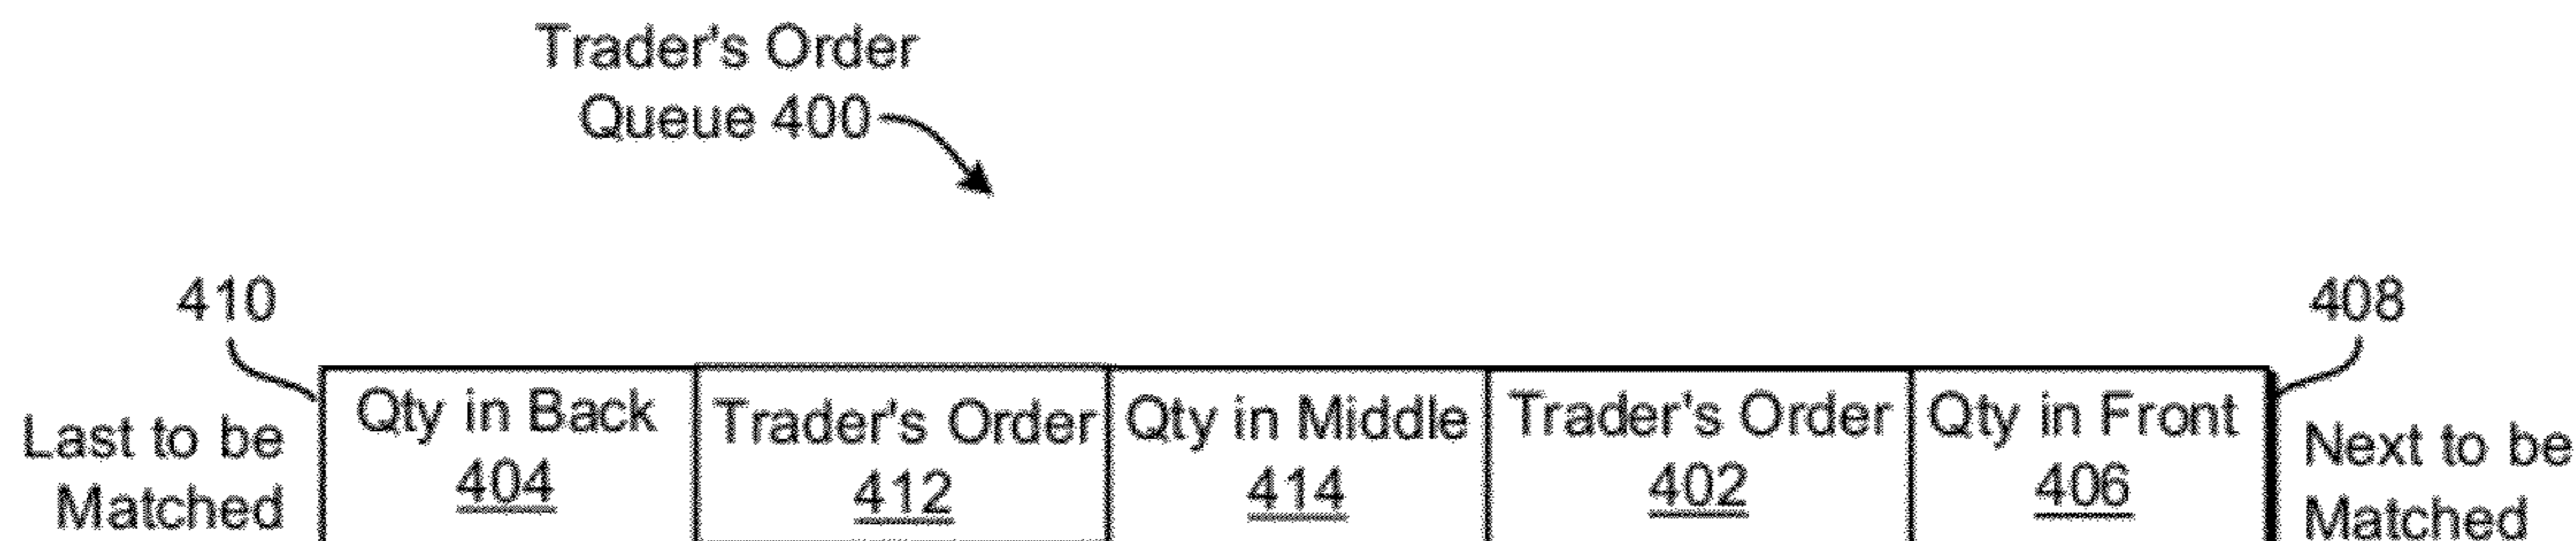 Trader's Order
Queue 400
410
408
Last to be
Matched
Qty in Back
404
Trader's Order
412
Qty in Middle
414
Trader's Order
402
Qty in Front
406
Next to be
Matched